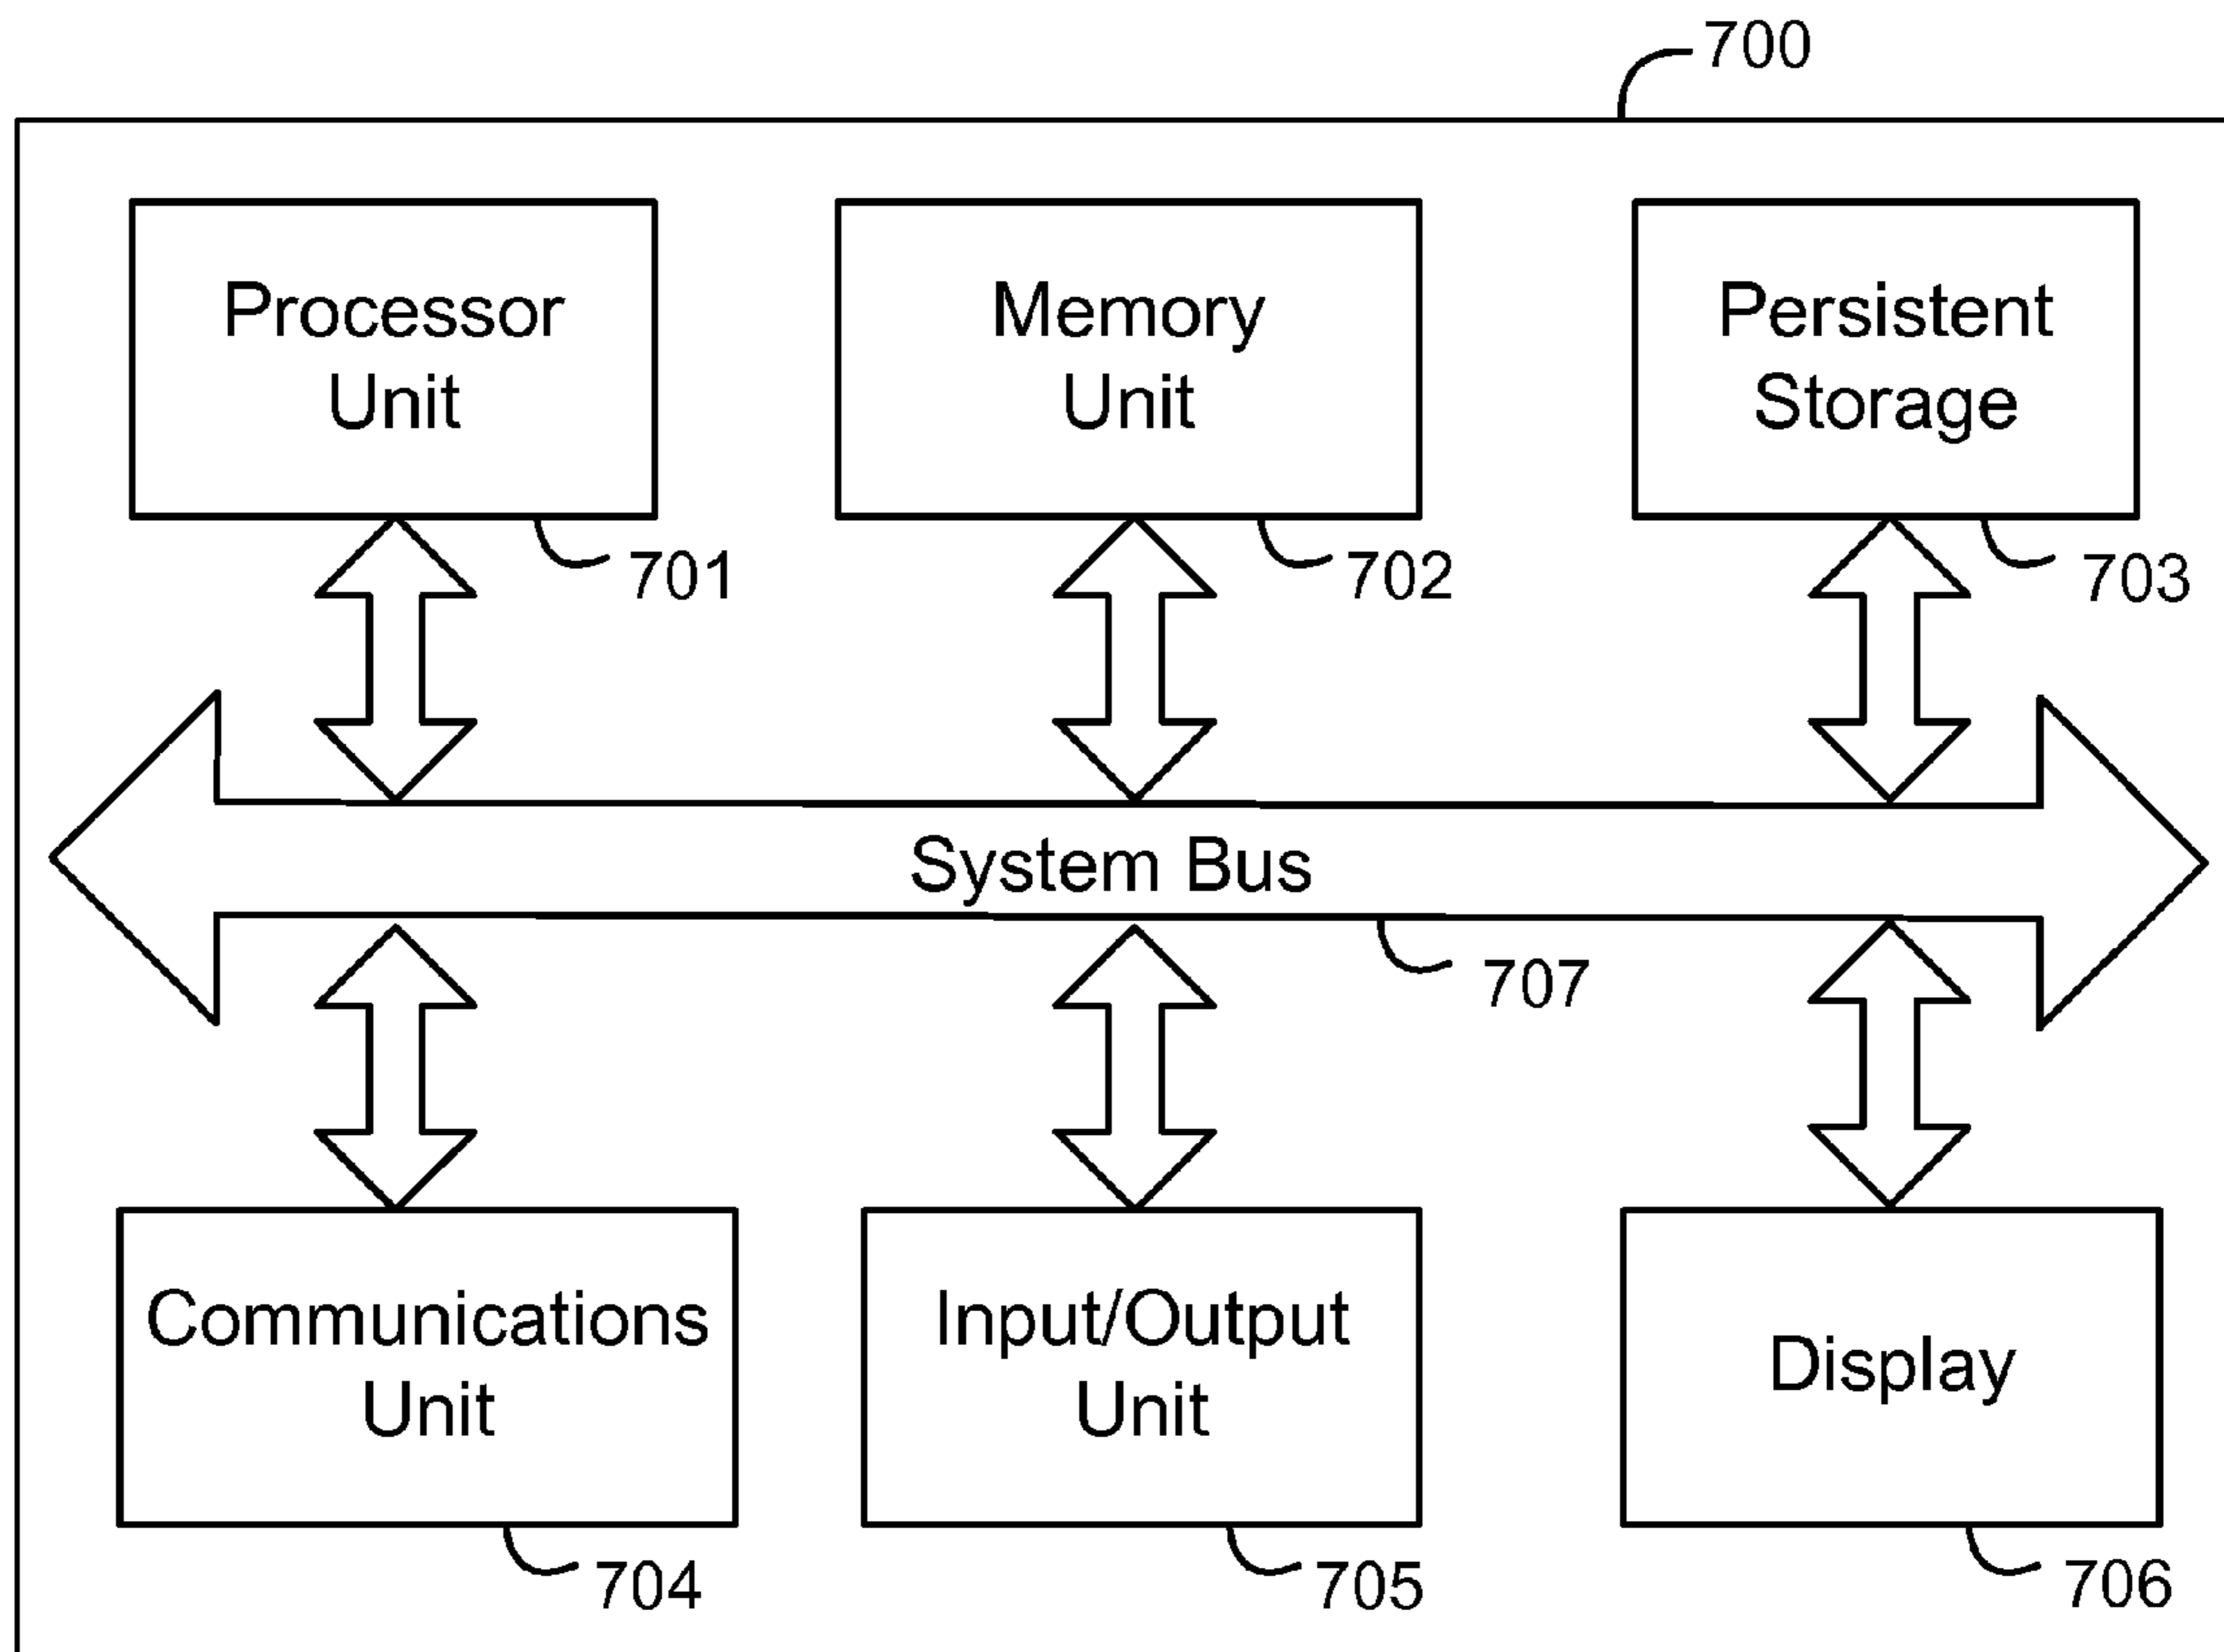 700
Processor
Unit
701
Memory
Unit
702
Persistent
Storage
703
System Bus
707
Communications
Unit
704
Input/Output
Unit
705
Display
706